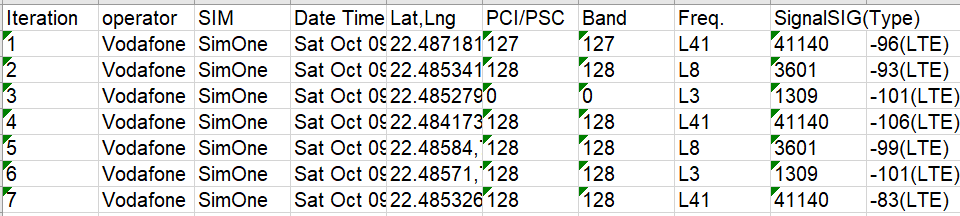 Iteration operator SIM Date Time Lat,Lng PCI/PSC Band Freq. SignalSIG(Type)
1 Vodafone SimOne Sat Oct 09 22.487181 127 127 L41 41140 -96(LTE)
2 Vodafone SimOne Sat Oct 09 22.485341 128 128 L8 3601 -93(LTE)
3 Vodafone SimOne Sat Oct 09 22.485279 0 0 L3 1309 -101(LTE)
4 Vodafone SimOne Sat Oct 09 22.484173 128 128 L41 41140 -106(LTE)
5 Vodafone SimOne Sat Oct 09 22.48584, 128 128 L8 3601 -99(LTE)
6 Vodafone SimOne Sat Oct 09 22.48571, 128 128 L3 1309 -101(LTE)
7 Vodafone SimOne Sat Oct 09 22.485326 128 128 L41 41140 -83(LTE)